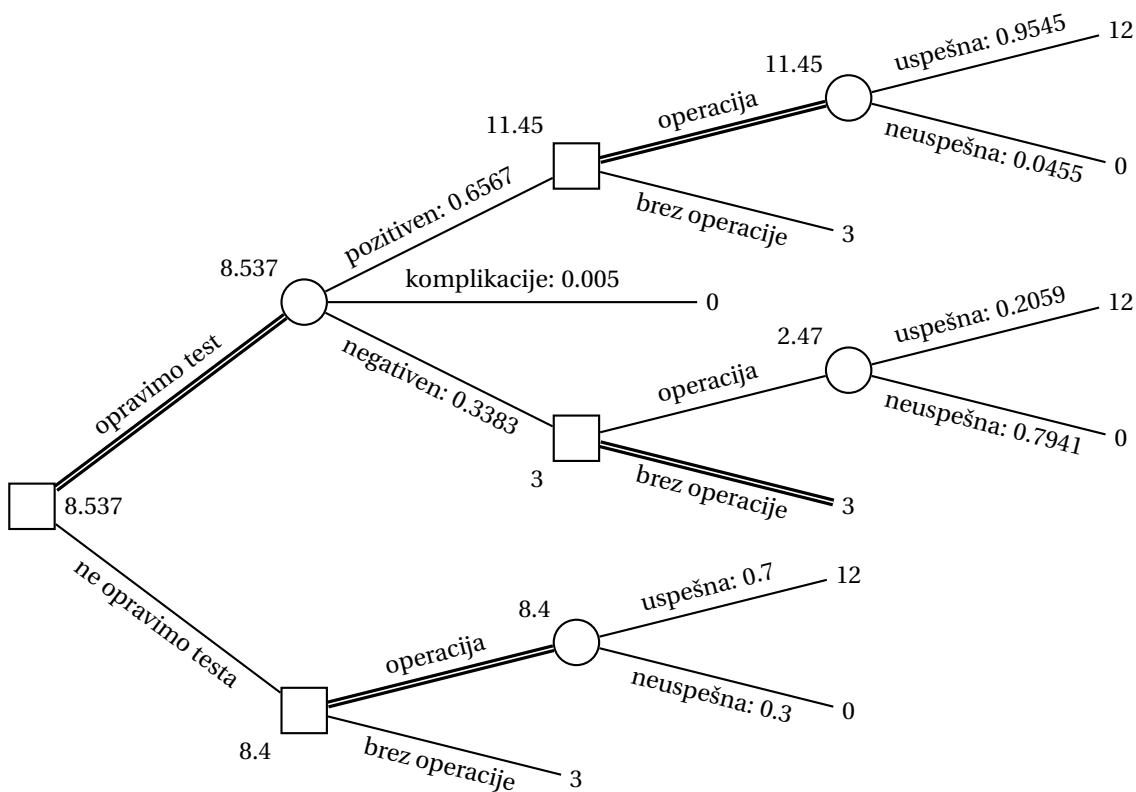 uspešna: 0.9545
12
11.45
operacija
neuspešna: 0.0455
0
11.45
brez operacije
3
pozitiven: 0.6567
8.537
komplikacije: 0.005
0
negativen: 0.3383
uspešna: 0.2059
12
2.47
operacija
neuspešna: 0.7941
0
3
brez operacije
3
opravimo test
8.537
ne opravimo testa
uspešna: 0.7
12
8.4
operacija
neuspešna: 0.3
0
8.4
brez operacije
3